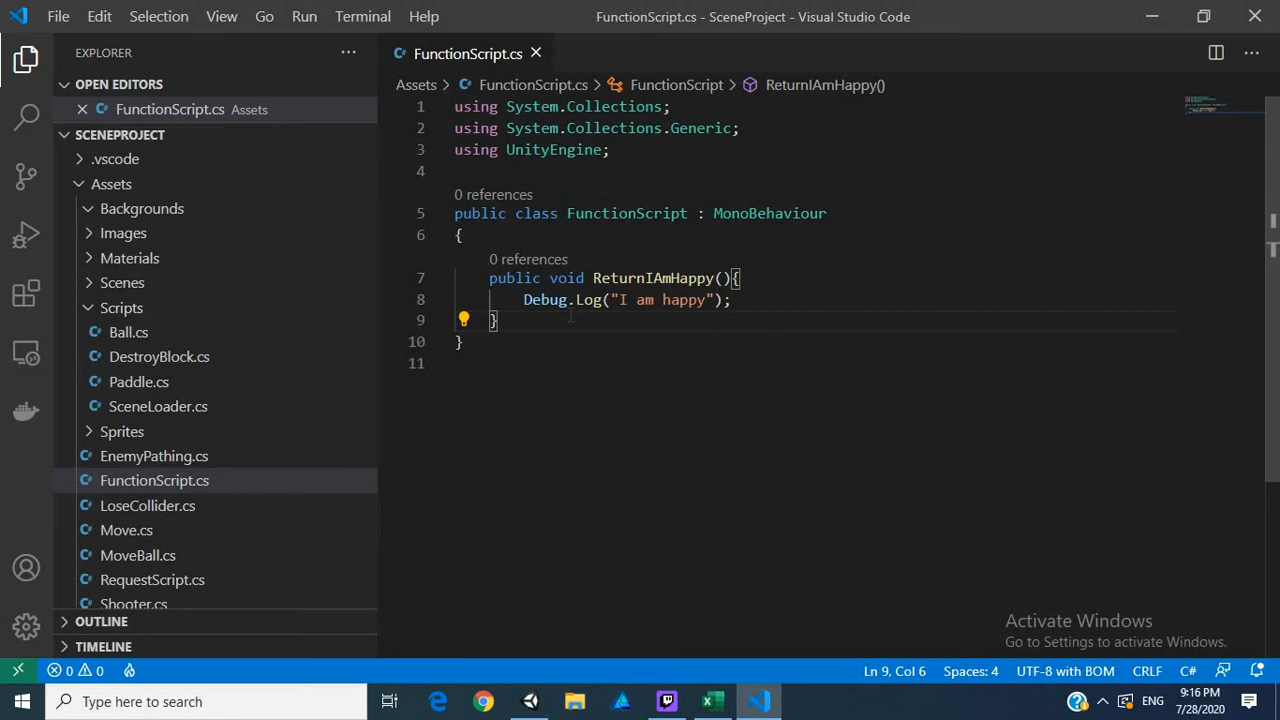 File Edit Selection View Go Run Terminal Help
FunctionScript.cs - SceneProject - Visual Studio Code
EXPLORER
OPEN EDITORS
FunctionScript.cs Assets
SCENEPROJECT
.vscode
Assets
Backgrounds
Images
Materials
Scenes
Scripts
Ball.cs
DestroyBlock.cs
Paddle.cs
SceneLoader.cs
Sprites
EnemyPathing.cs
FunctionScript.cs
LoseCollider.cs
Move.cs
MoveBall.cs
RequestScript.cs
Shooter.cs
OUTLINE
TIMELINE
FunctionScript.cs
Assets > FunctionScript.cs > FunctionScript > ReturnIAmHappy()
1 using System.Collections;
2 using System.Collections.Generic;
3 using UnityEngine;
4
0 references
5 public class FunctionScript : MonoBehaviour
6 {
0 references
7 public void ReturnIAmHappy(){
8 Debug.Log("I am happy");
9 }
10 }
11
Activate Windows
Go to Settings to activate Windows.
0 0 Ln 9, Col 6 Spaces: 4 UTF-8 with BOM CRLF C#
Type here to search
ENG
9:16 PM
7/28/2020